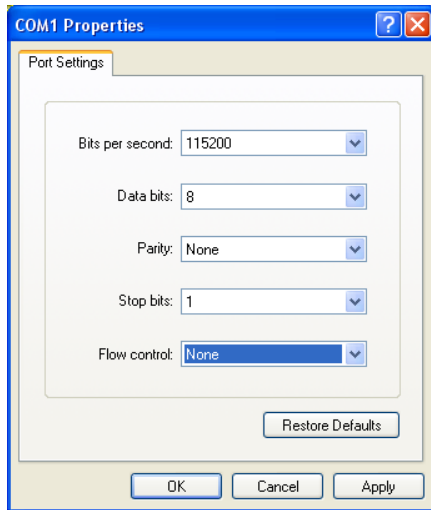 COM1 Properties
Port Settings
Bits per second: 115200
Data bits: 8
Parity: None
Stop bits: 1
Flow control: None
Restore Defaults
OK Cancel Apply